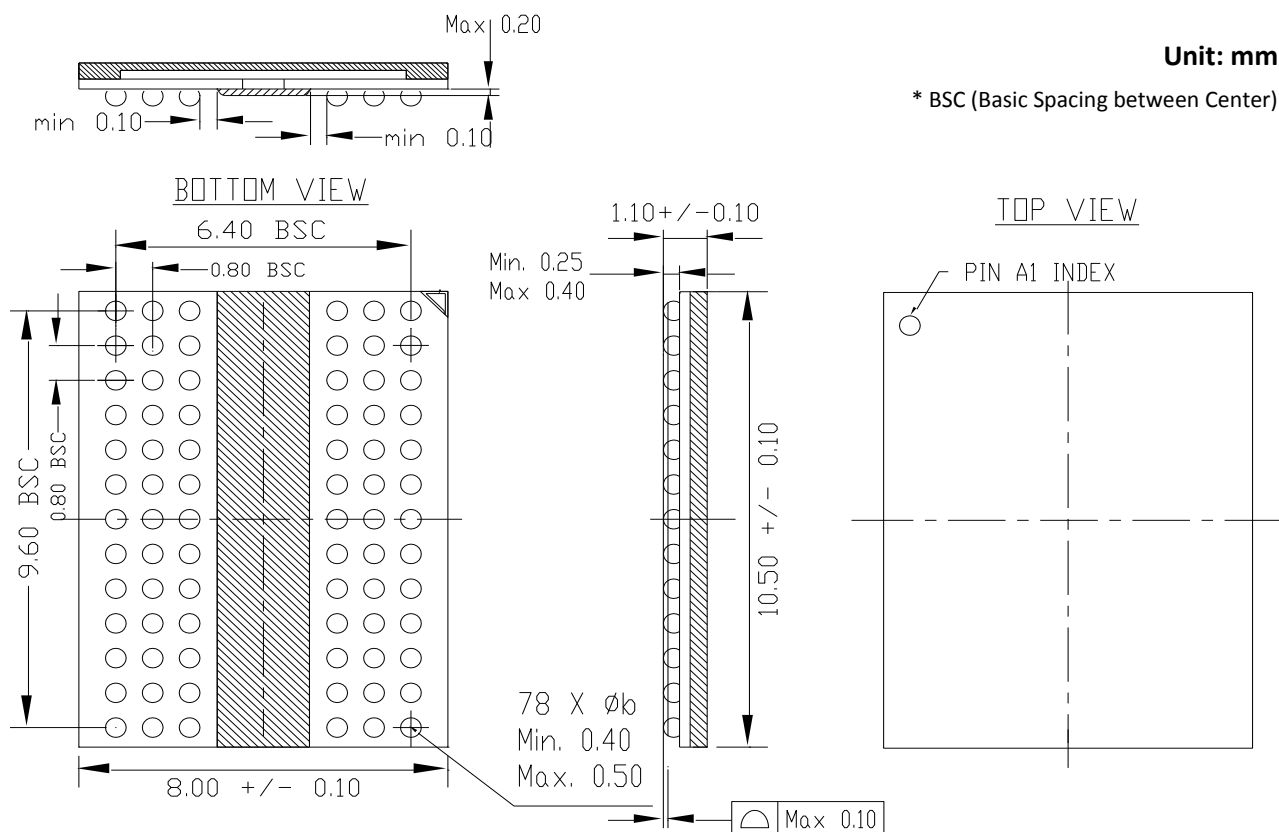 Max 0.20
Unit: mm
* BSC (Basic Spacing between Center)
min 0.10
min 0.10
BOTTOM VIEW
6.40 BSC
0.80 BSC
1.10+/-0.10
TOP VIEW
Min. 0.25
Max 0.40
PIN A1 INDEX
9.60 BSC
0.80 BSC
10.50 +/- 0.10
78 X Øb
Min. 0.40
Max. 0.50
8.00 +/- 0.10
Max 0.10